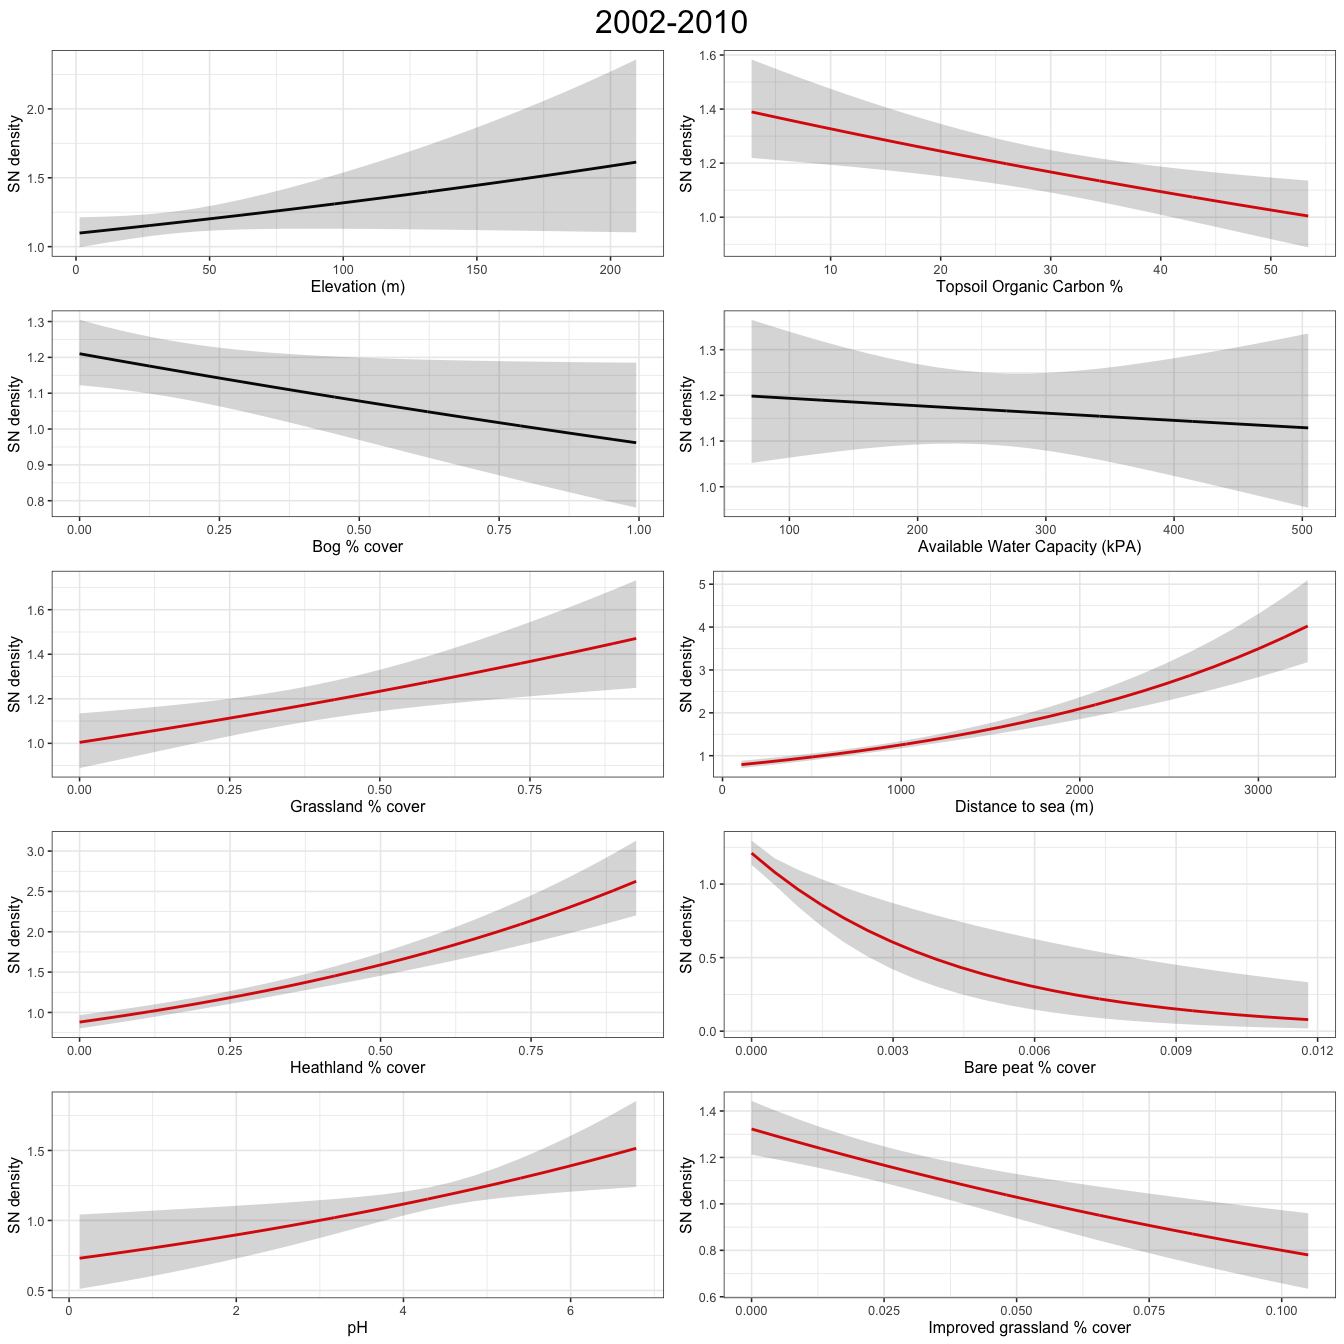 2002-2010
SN density
2.0
1.5
1.0
0 50 100 150 200
Elevation (m)
SN density
1.6
1.4
1.2
1.0
10 20 30 40 50
Topsoil Organic Carbon %
SN density
1.3
1.2
1.1
1.0
0.9
0.8
0.00 0.25 0.50 0.75 1.00
Bog % cover
SN density
1.3
1.2
1.1
1.0
100 200 300 400 500
Available Water Capacity (kPA)
SN density
1.6
1.4
1.2
1.0
0.00 0.25 0.50 0.75
Grassland % cover
SN density
5
4
3
2
1
0 1000 2000 3000
Distance to sea (m)
SN density
3.0
2.5
2.0
1.5
1.0
0.00 0.25 0.50 0.75
Heathland % cover
SN density
1.0
0.5
0.0
0.000 0.003 0.006 0.009 0.012
Bare peat % cover
SN density
1.5
1.0
0.5
0 2 4 6
pH
SN density
1.4
1.2
1.0
0.8
0.6
0.000 0.025 0.050 0.075 0.100
Improved grassland % cover